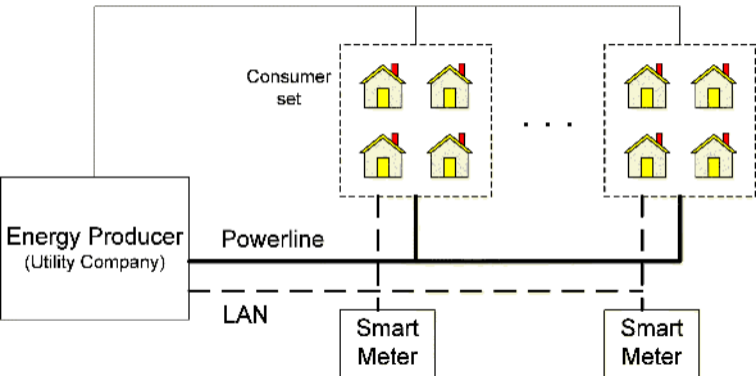 Consumer
set
. . .
Energy Producer
(Utility Company)
Powerline
LAN
Smart
Meter
Smart
Meter